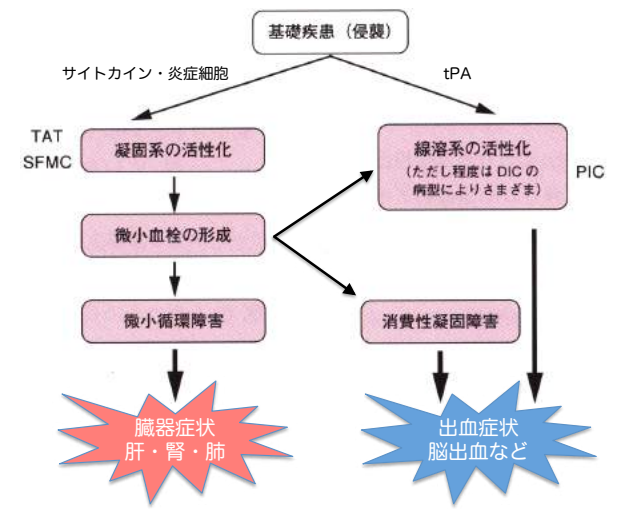 基礎疾患（侵襲）
サイトカイン・炎症細胞
tPA
TAT
SFMC
凝固系の活性化
線溶系の活性化
（ただし程度は DIC の
病型によりさまざま）
PIC
微小血栓の形成
微小循環障害
消費性凝固障害
臓器症状
肝・腎・肺
出血症状
脳出血など